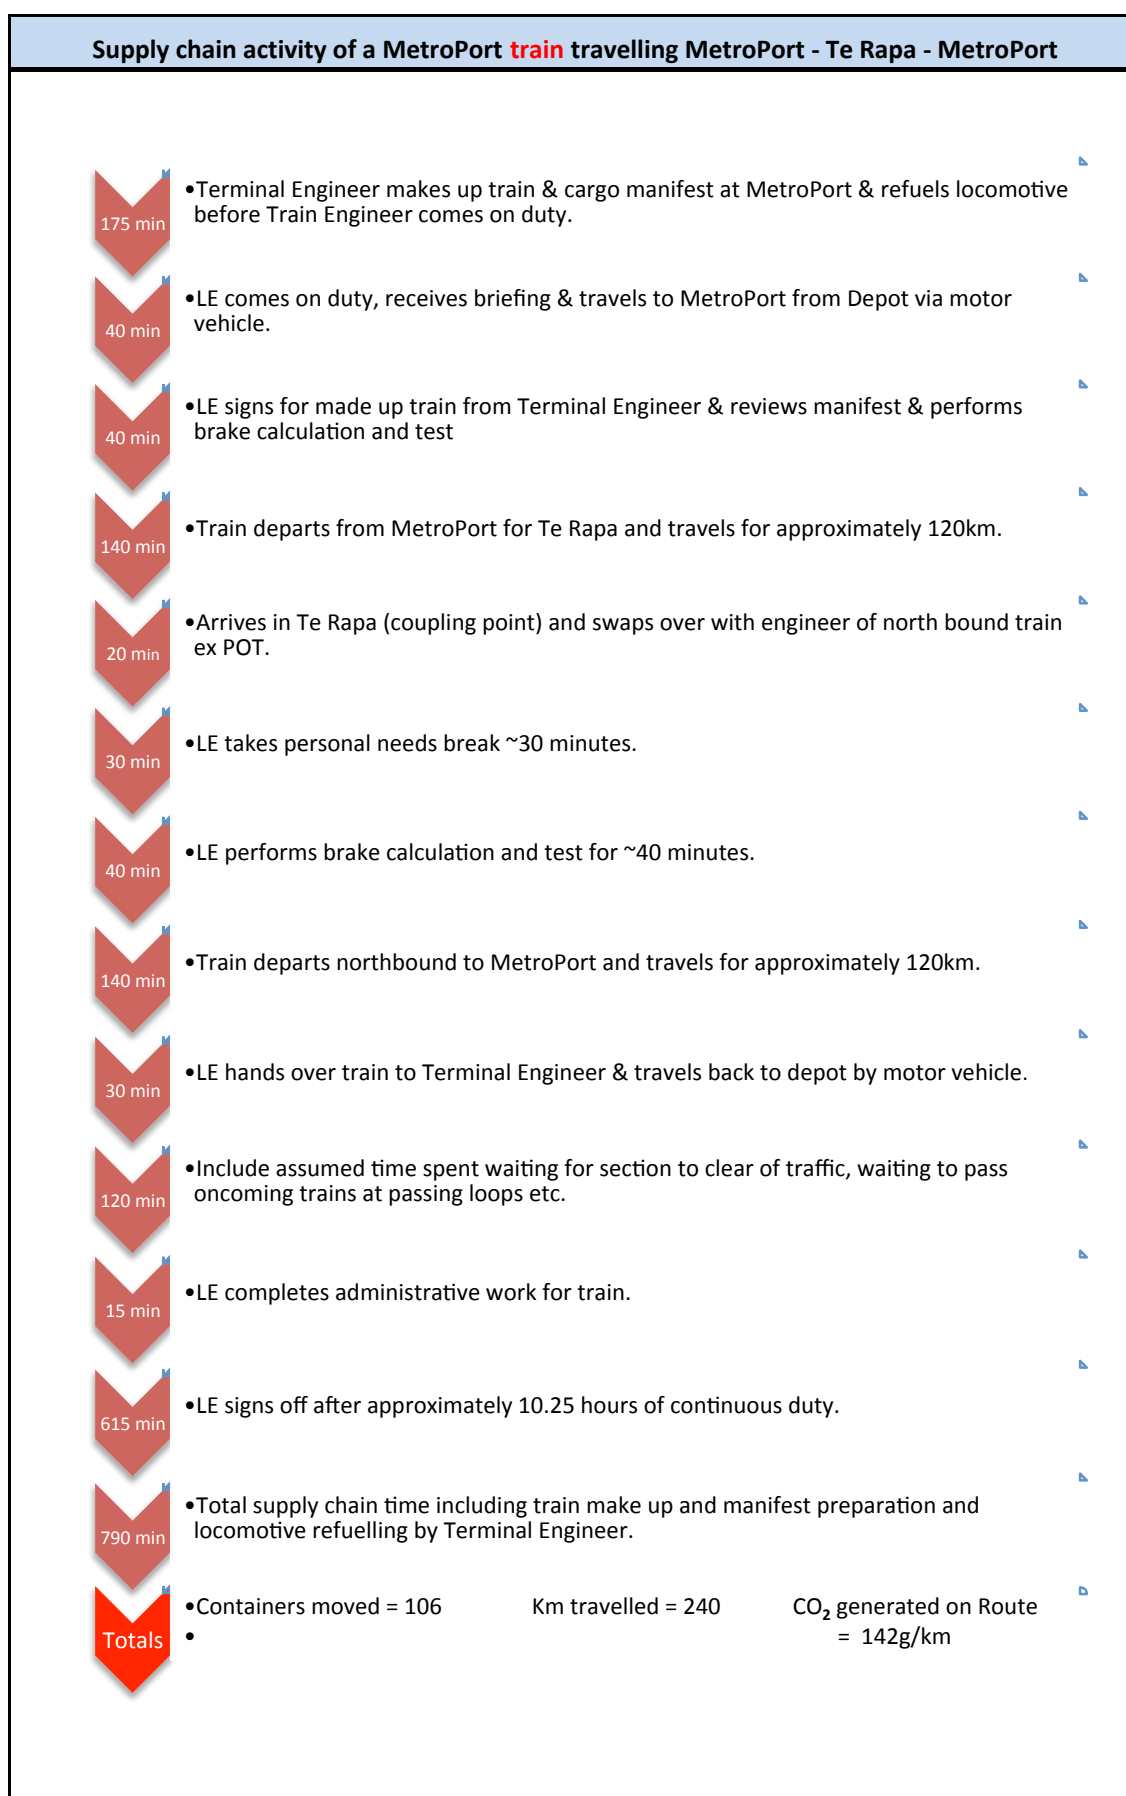 Supply chain activity of a MetroPort train travelling MetroPort - Te Rapa - MetroPort
175 min
•Terminal Engineer makes up train & cargo manifest at MetroPort & refuels locomotive
before Train Engineer comes on duty.
40 min
•LE comes on duty, receives briefing & travels to MetroPort from Depot via motor
vehicle.
40 min
•LE signs for made up train from Terminal Engineer & reviews manifest & performs
brake calculation and test
140 min
•Train departs from MetroPort for Te Rapa and travels for approximately 120km.
20 min
•Arrives in Te Rapa (coupling point) and swaps over with engineer of north bound train
ex POT.
30 min
•LE takes personal needs break ~30 minutes.
40 min
•LE performs brake calculation and test for ~40 minutes.
140 min
•Train departs northbound to MetroPort and travels for approximately 120km.
30 min
•LE hands over train to Terminal Engineer & travels back to depot by motor vehicle.
120 min
•Include assumed time spent waiting for section to clear of traffic, waiting to pass
oncoming trains at passing loops etc.
15 min
•LE completes administrative work for train.
615 min
•LE signs off after approximately 10.25 hours of continuous duty.
790 min
•Total supply chain time including train make up and manifest preparation and
locomotive refuelling by Terminal Engineer.
Totals
•Containers moved = 106 Km travelled = 240 CO₂ generated on Route
• = 142g/km